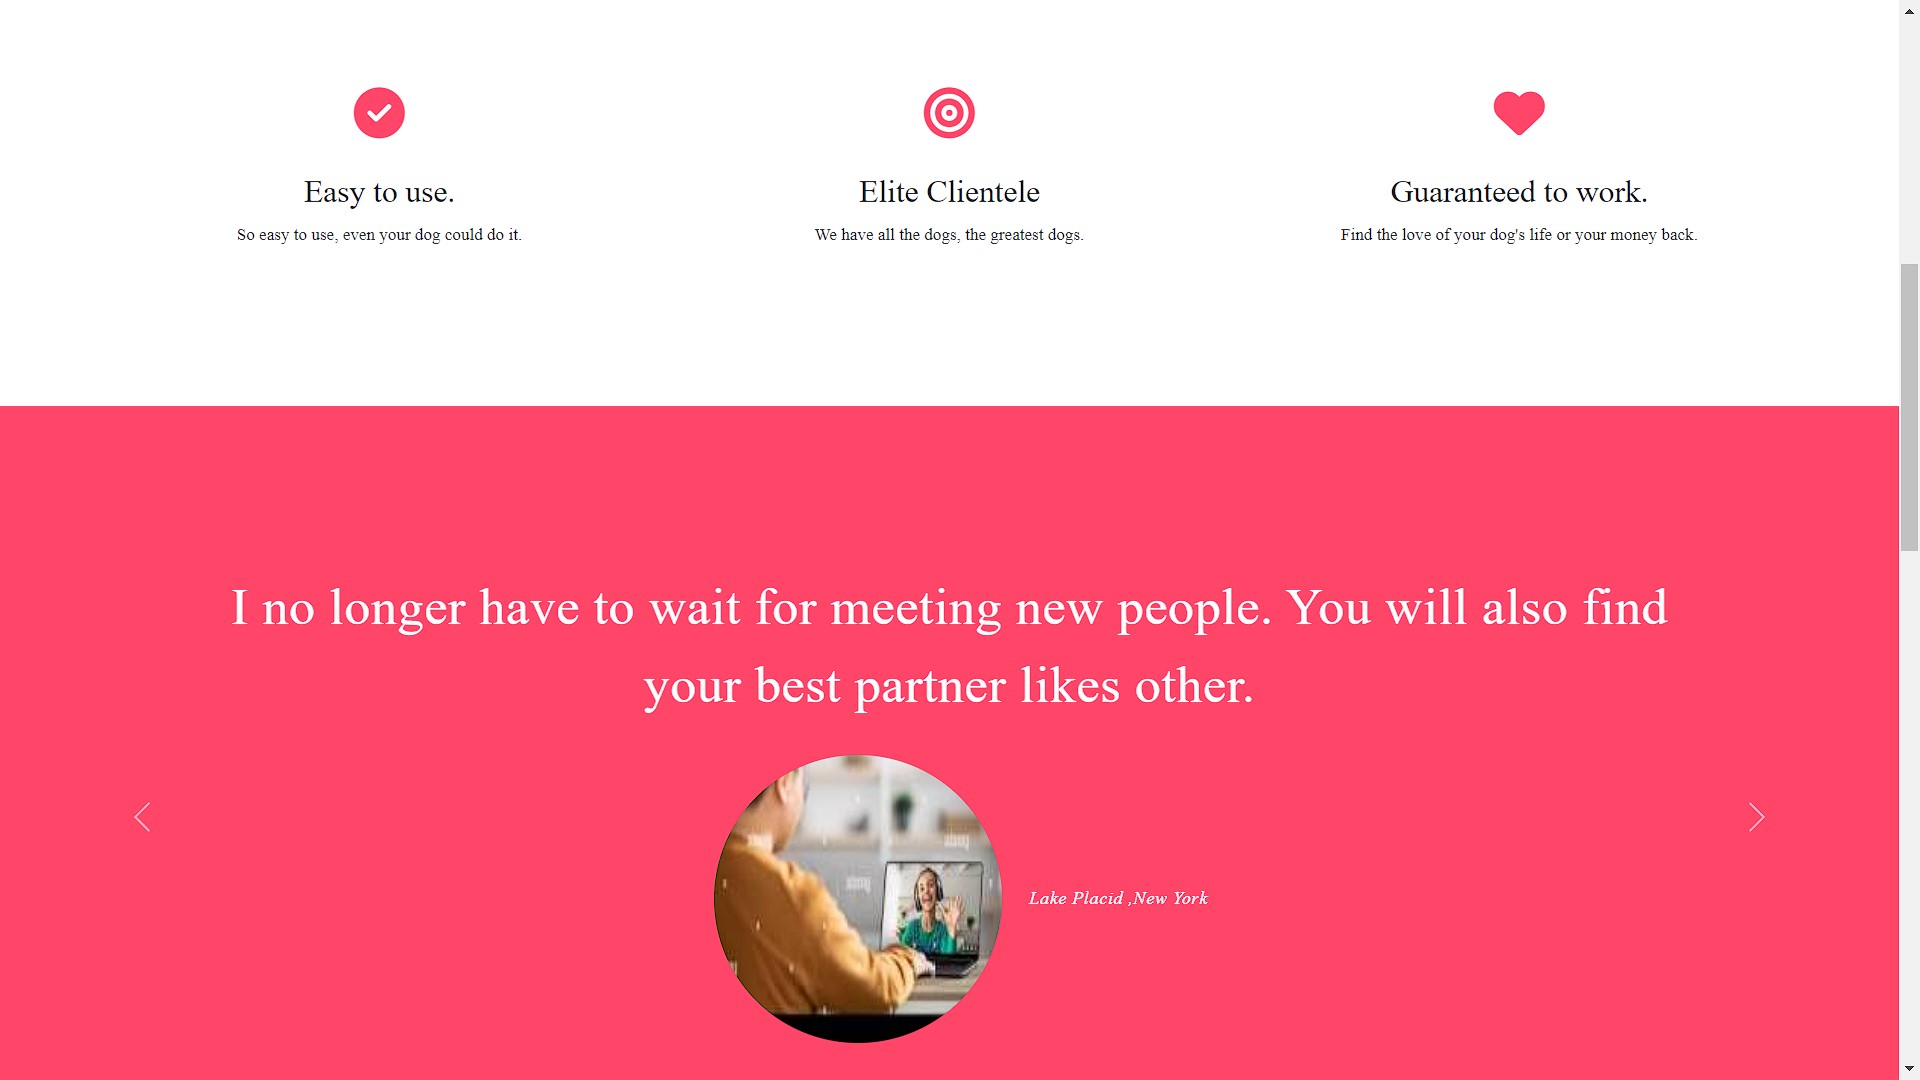 Easy to use.
So easy to use, even your dog could do it.
Elite Clientele
We have all the dogs, the greatest dogs.
Guaranteed to work.
Find the love of your dog's life or your money back.
I no longer have to wait for meeting new people. You will also find
your best partner likes other.
Lake Placid ,New York